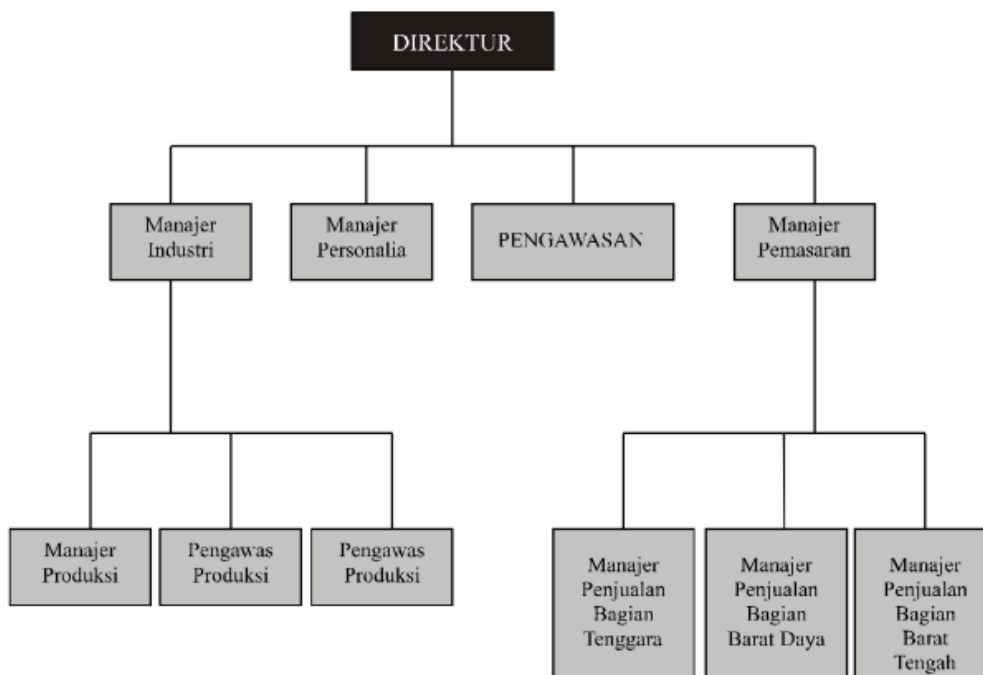 DIREKTUR
Manajer
Industri
Manajer
Personalia
PENGAWASAN
Manajer
Pemasaran
Manajer
Produksi
Pengawas
Produksi
Pengawas
Produksi
Manajer
Penjualan
Bagian
Tenggara
Manajer
Penjualan
Bagian
Barat Daya
Manajer
Penjualan
Bagian
Barat
Tengah